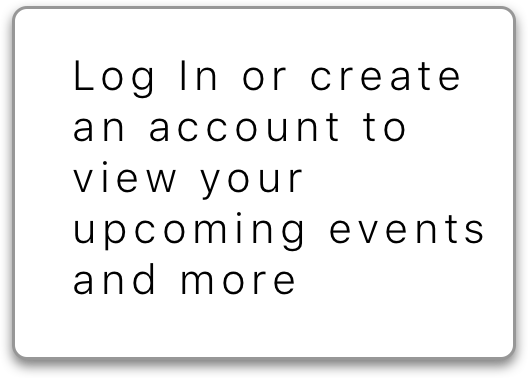 Log In or create
an account to
view your
upcoming events
and more